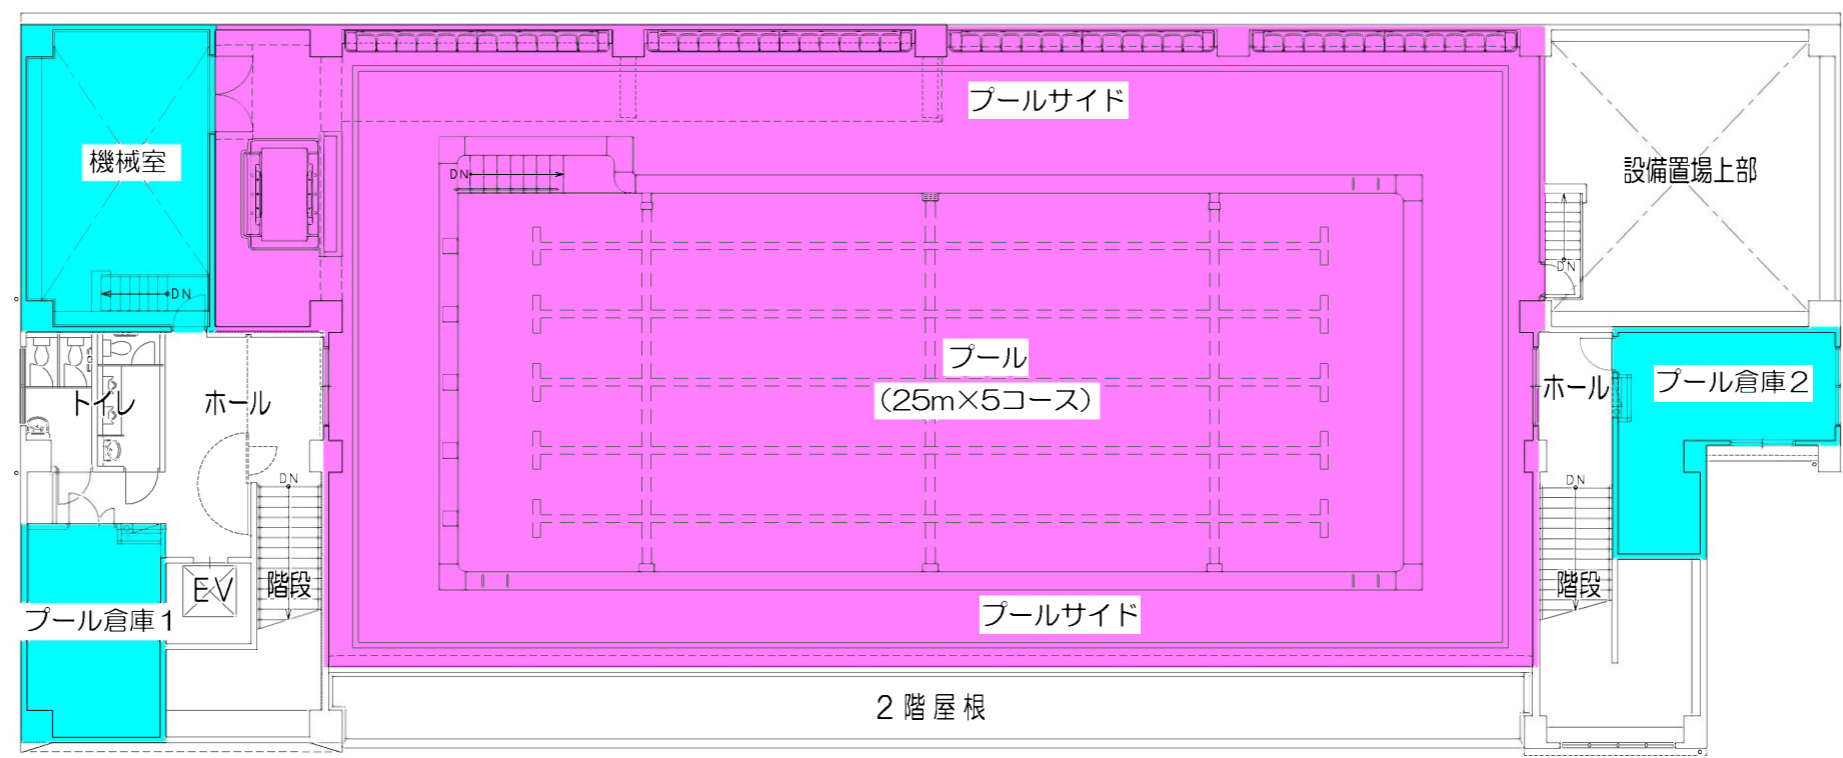 プールサイド
機械室
設備置場上部
DN
DN
DN
プール
(25m×5コース)
トイレ
ホール
ホール
プール倉庫2
DN
DN
EV
階段
階段
プール倉庫1
プールサイド
2階屋根